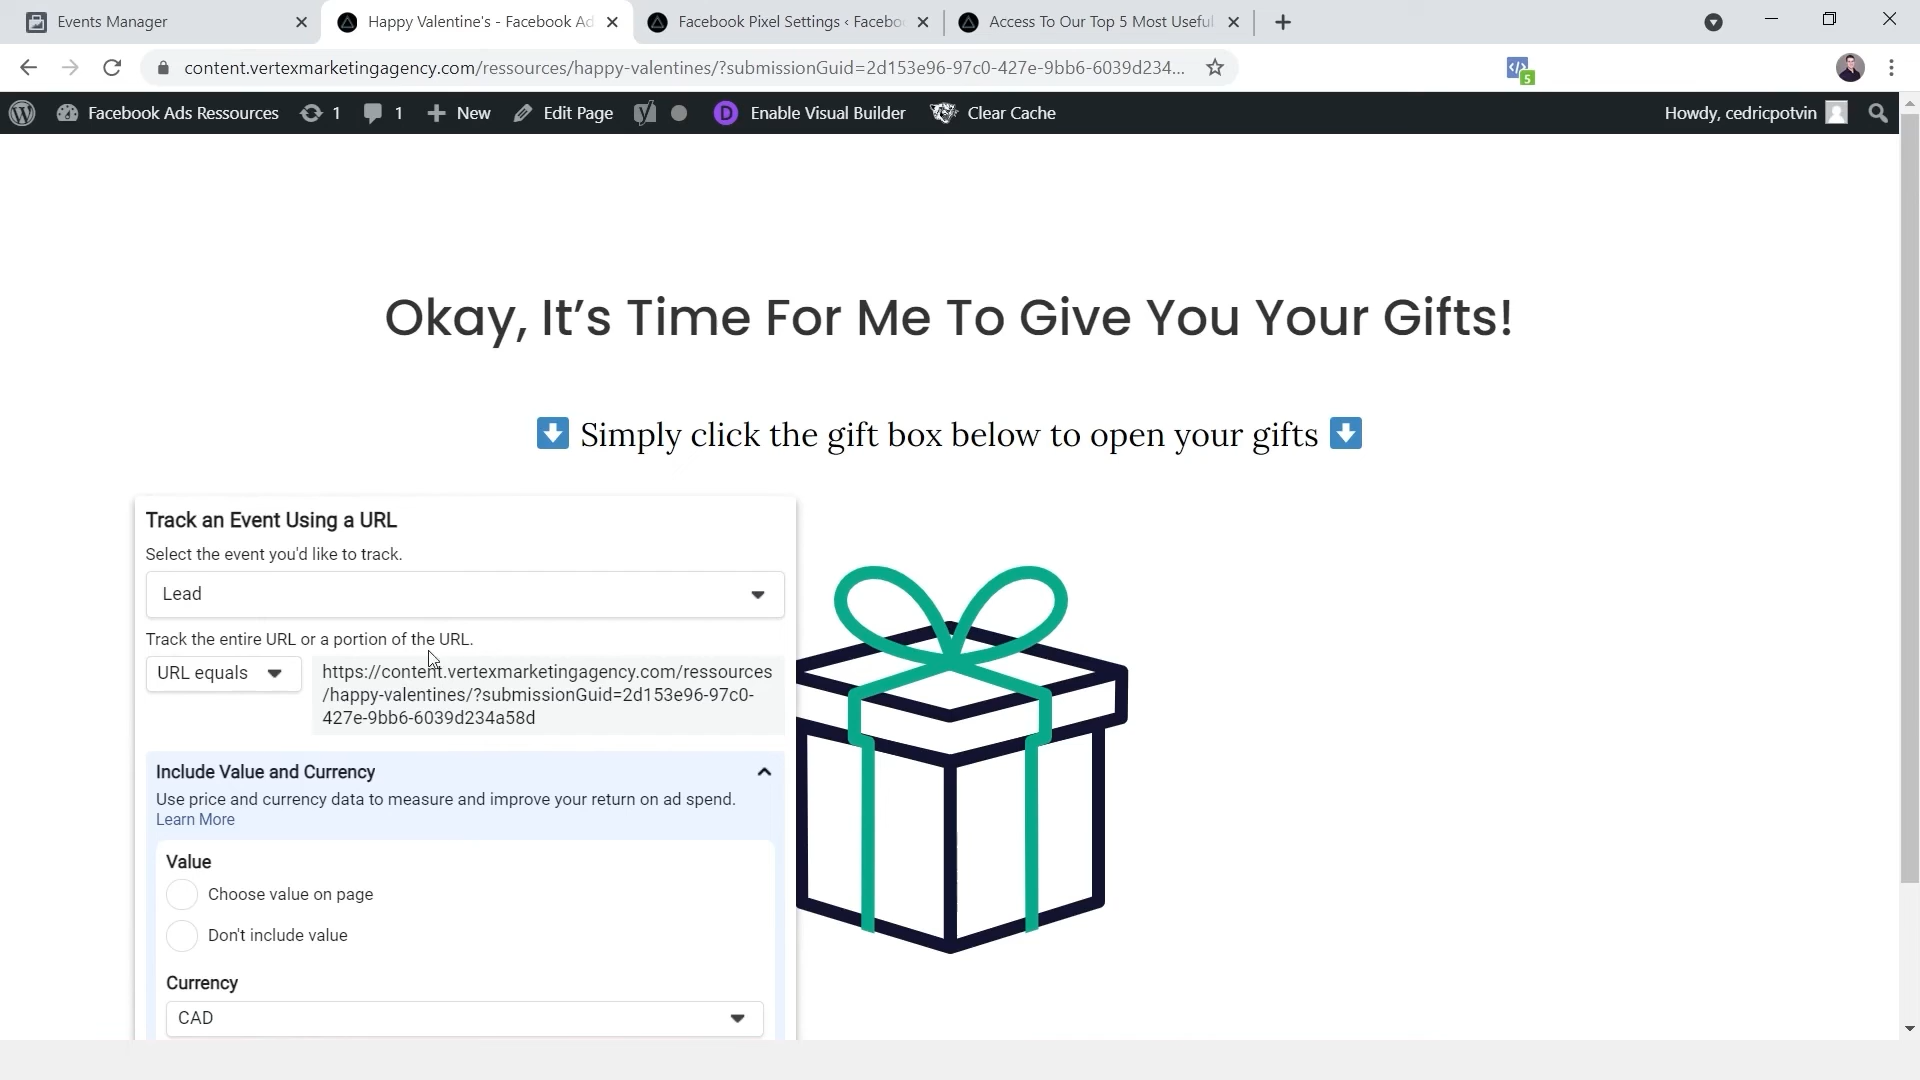 Events Manager
Happy Valentine's - Facebook Ad
Facebook Pixel Settings ‹ Facebo
Access To Our Top 5 Most Useful
content.vertexmarketingagency.com/ressources/happy-valentines/?submissionGuid=2d153e96-97c0-427e-9bb6-6039d234...
5
Facebook Ads Ressources
1
1
New
Edit Page
D
Enable Visual Builder
Clear Cache
Howdy, cedricpotvin
Okay, It’s Time For Me To Give You Your Gifts!
Simply click the gift box below to open your gifts
Track an Event Using a URL
Select the event you'd like to track.
Lead
Track the entire URL or a portion of the URL.
URL equals
https://content.vertexmarketingagency.com/ressources
/happy-valentines/?submissionGuid=2d153e96-97c0-
427e-9bb6-6039d234a58d
Include Value and Currency
Use price and currency data to measure and improve your return on ad spend.
Learn More
Value
Choose value on page
Don't include value
Currency
CAD